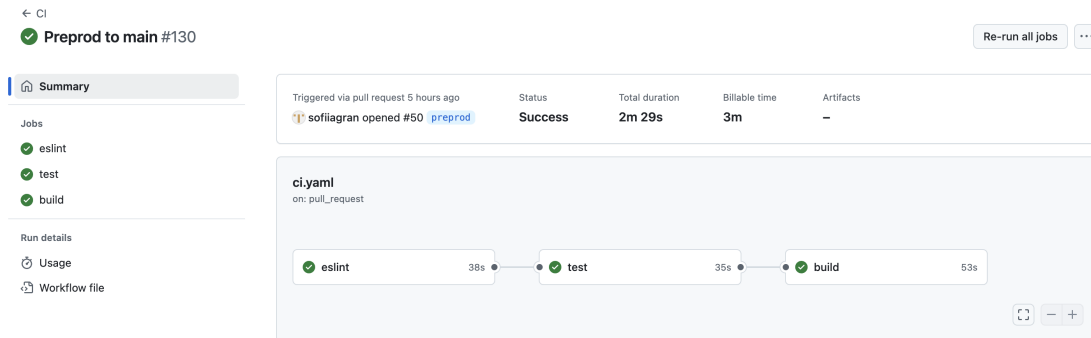 ← CI
Preprod to main #130
Re-run all jobs
Summary
Jobs
eslint
test
build
Run details
Usage
Workflow file
Triggered via pull request 5 hours ago
sofiiagran opened #50 preprod
Status
Success
Total duration
2m 29s
Billable time
3m
Artifacts
–
ci.yaml
on: pull_request
eslint 38s
test 35s
build 53s